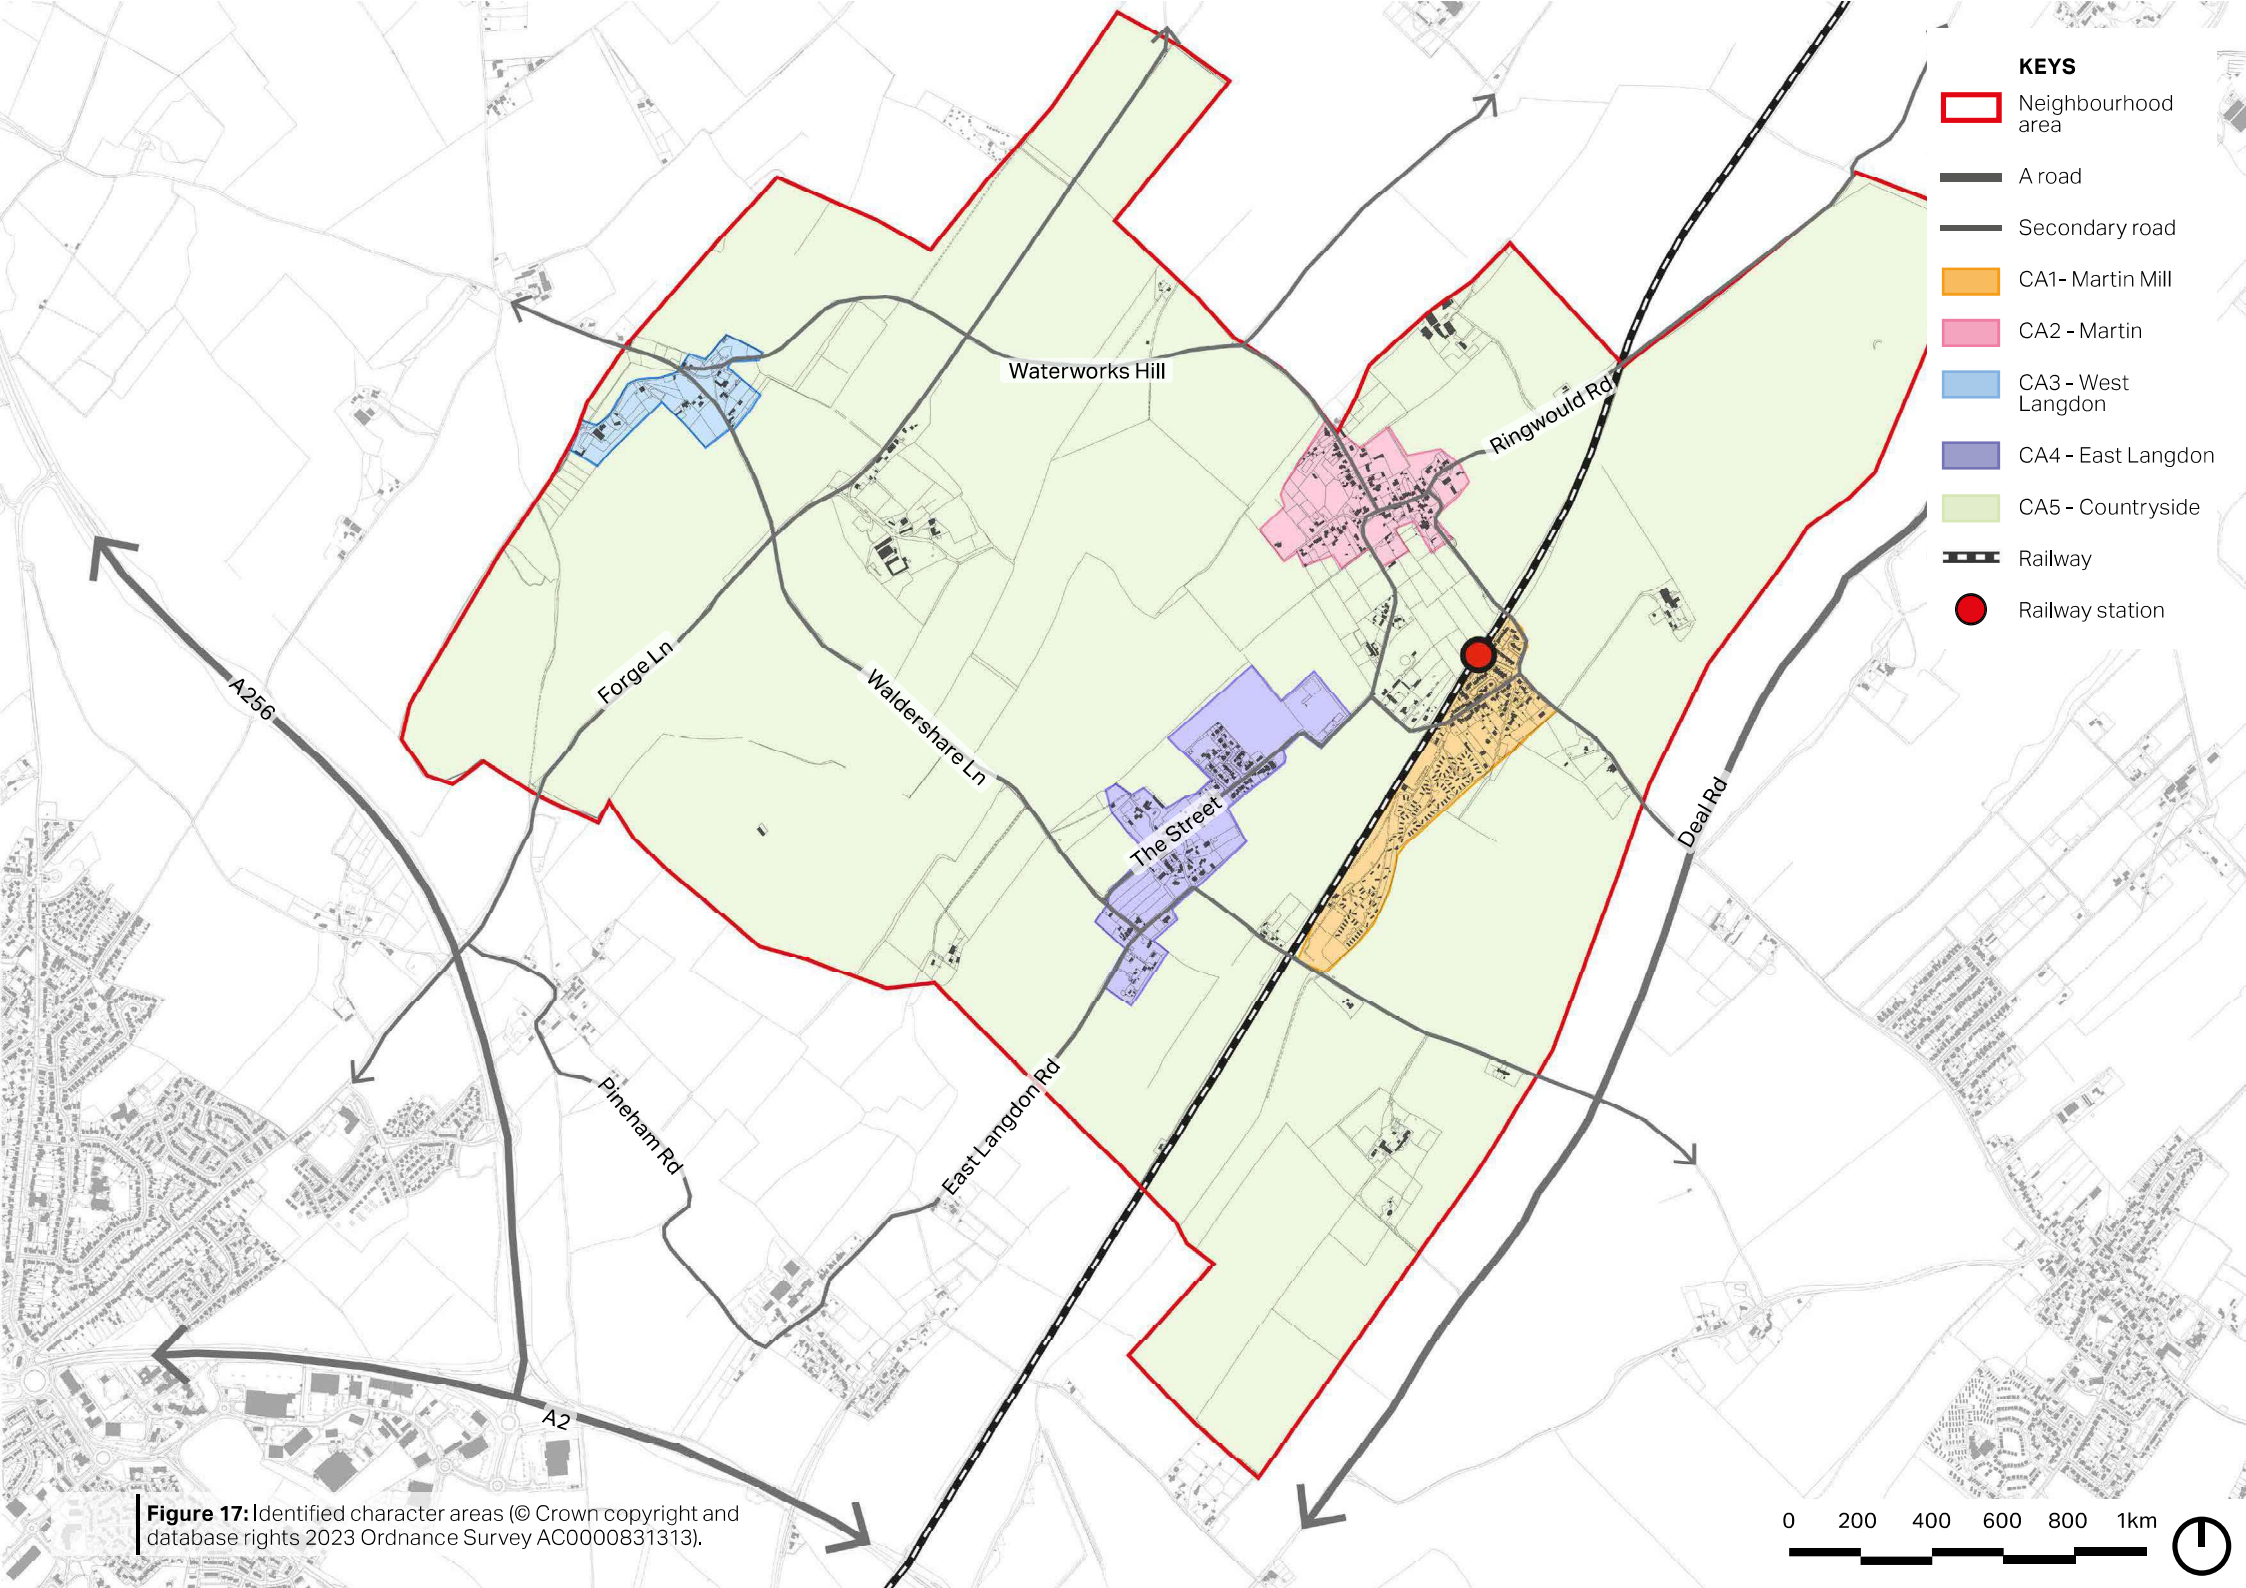 KEYS
Neighbourhood
area
A road
Secondary road
CA1- Martin Mill
CA2 - Martin
CA3 - West
Langdon
CA4 - East Langdon
CA5 - Countryside
Railway
Railway station
Waterworks Hill
Ringwould Rd
Forge Ln
Waldershare Ln
A256
The Street
Deal Rd
Pineham Rd
East Langdon Rd
A2
Figure 17: Identified character areas (© Crown copyright and
database rights 2023 Ordnance Survey AC0000831313).
0 200 400 600 800 1km